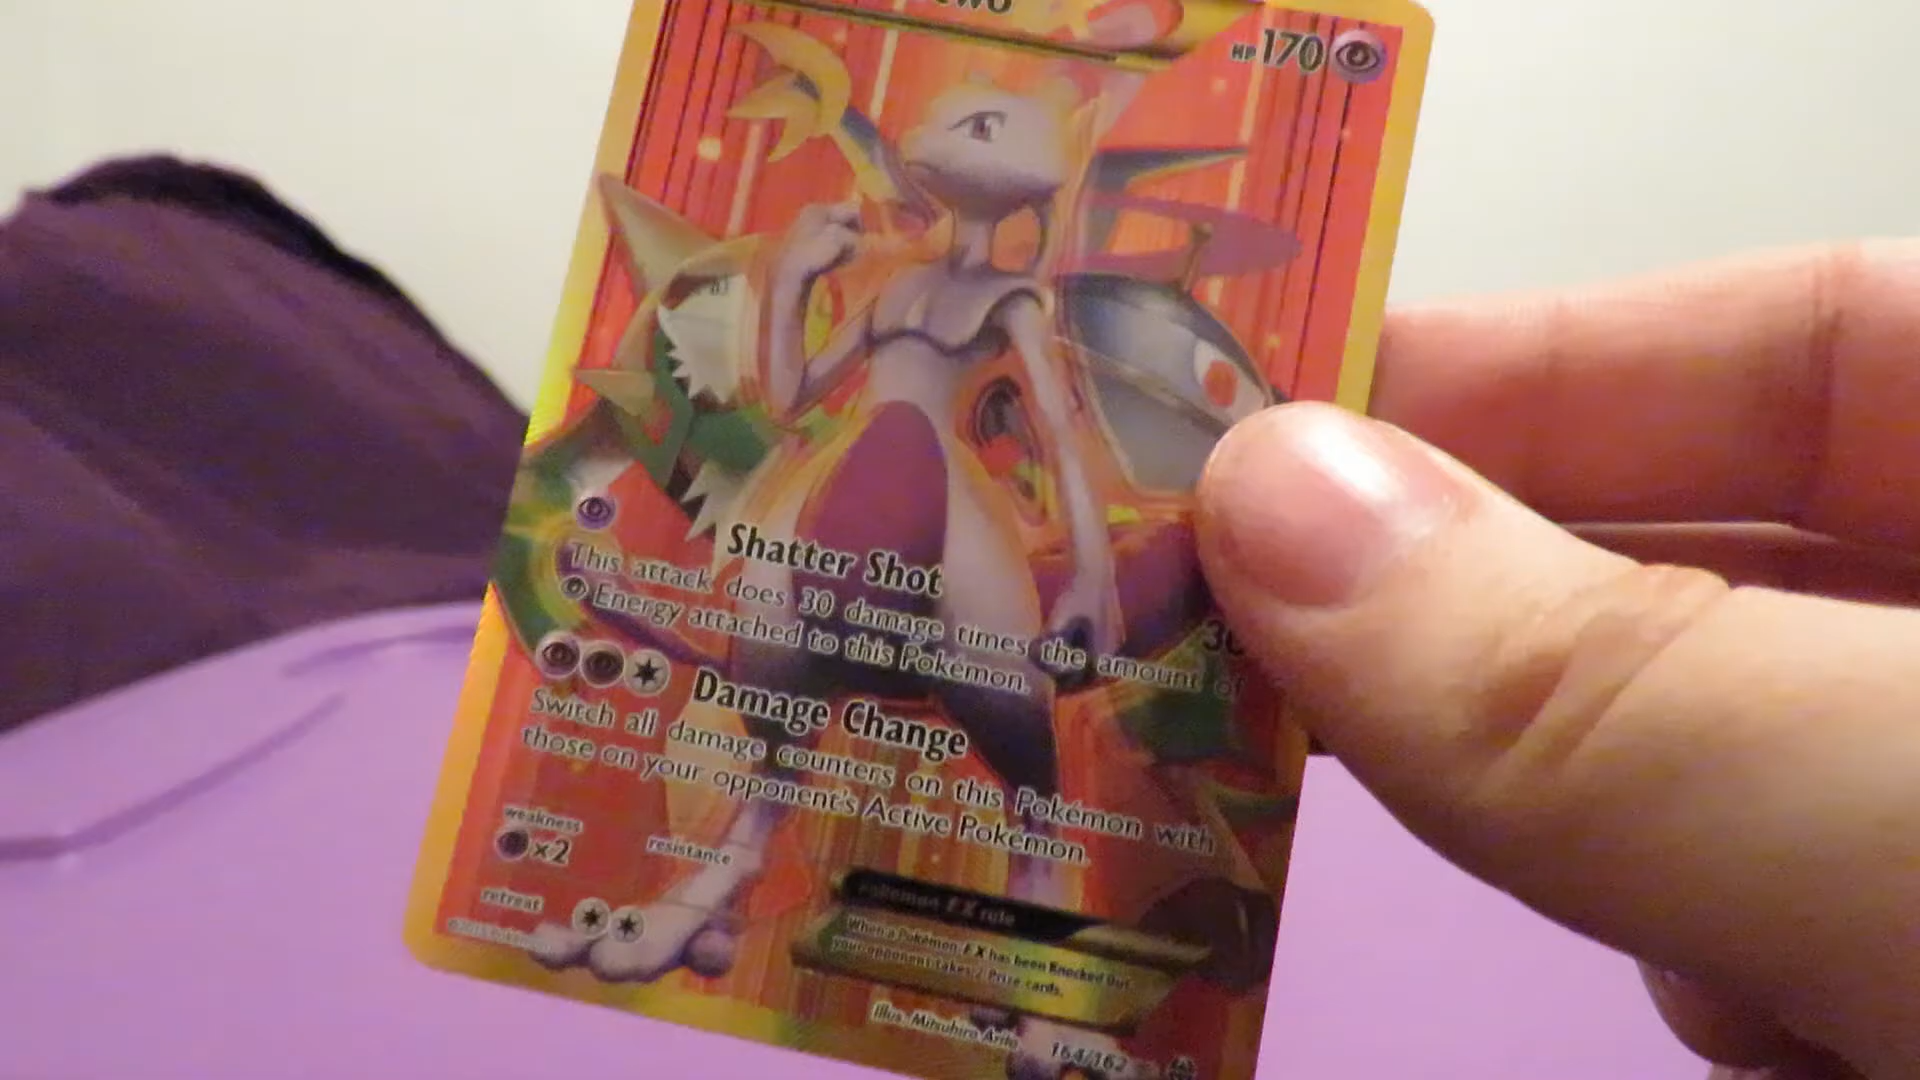 HP170
Shatter Shot
30
This attack does 30 damage times the amount of
Energy attached to this Pokémon.
Damage Change
Switch all damage counters on this Pokémon with
those on your opponent's Active Pokémon.
weakness
x2
resistance
retreat
Pokémon EX rule
When a Pokémon-EX has been Knocked Out,
your opponent takes 2 Prize cards.
Illus. Mitsuhiro Arita
164/162